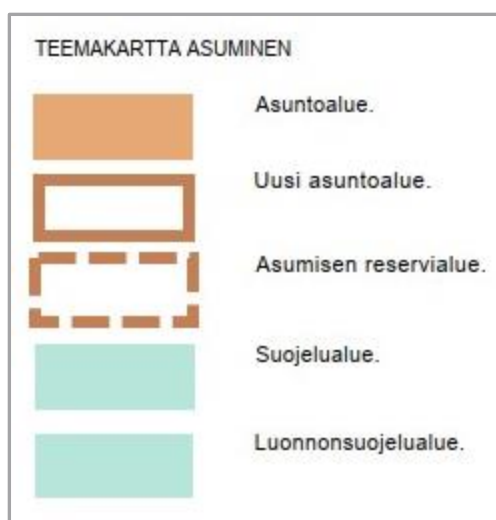 TEEMAKARTTA ASUMINEN
Asuntoalue.
Uusi asuntoalue.
Asumisen reservialue.
Suojelualue.
Luonnonsuojelualue.